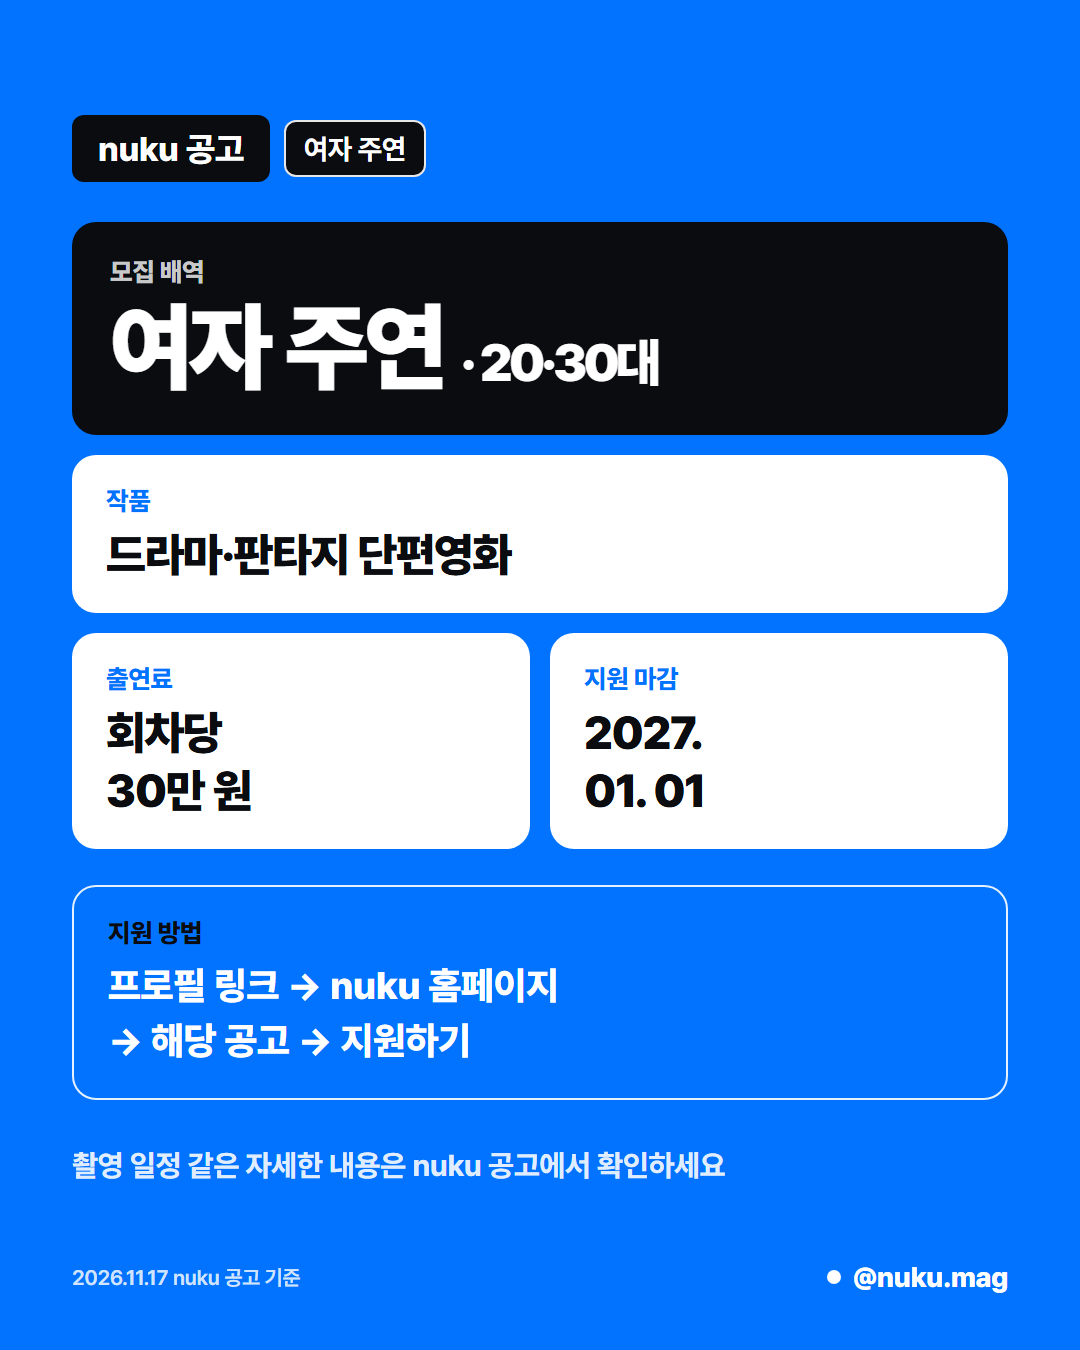 nuku 공고
여자 주연
모집 배역
여자 주연 · 20·30대
작품
드라마·판타지 단편영화
출연료
회차당
30만 원
지원 마감
2027.
01. 01
지원 방법
프로필 링크 → nuku 홈페이지
→ 해당 공고 → 지원하기
촬영 일정 같은 자세한 내용은 nuku 공고에서 확인하세요
2026.11.17 nuku 공고 기준
@nuku.mag